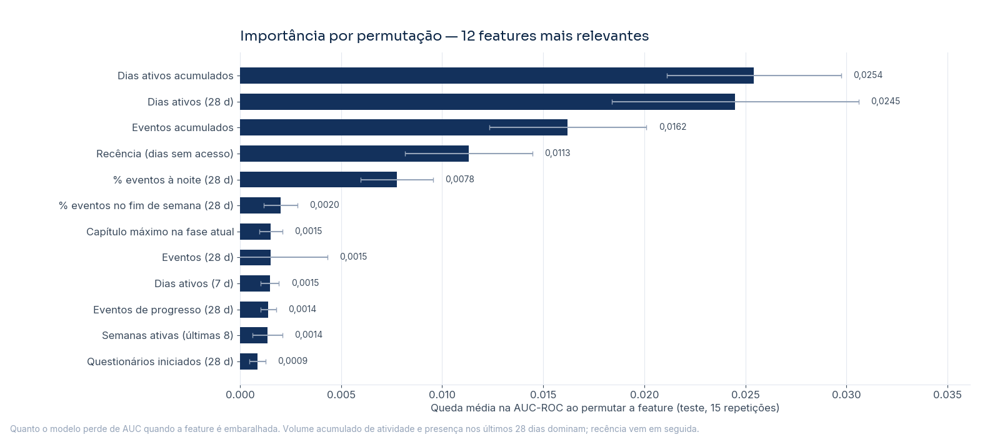 Importância por permutação — 12 features mais relevantes
Dias ativos acumulados 0,0254
Dias ativos (28 d) 0,0245
Eventos acumulados 0,0162
Recência (dias sem acesso) 0,0113
% eventos à noite (28 d) 0,0078
% eventos no fim de semana (28 d) 0,0020
Capítulo máximo na fase atual 0,0015
Eventos (28 d) 0,0015
Dias ativos (7 d) 0,0015
Eventos de progresso (28 d) 0,0014
Semanas ativas (últimas 8) 0,0014
Questionários iniciados (28 d) 0,0009
0.000 0.005 0.010 0.015 0.020 0.025 0.030 0.035
Queda média na AUC-ROC ao permutar a feature (teste, 15 repetições)
Quanto o modelo perde de AUC quando a feature é embaralhada. Volume acumulado de atividade e presença nos últimos 28 dias dominam; recência vem em seguida.